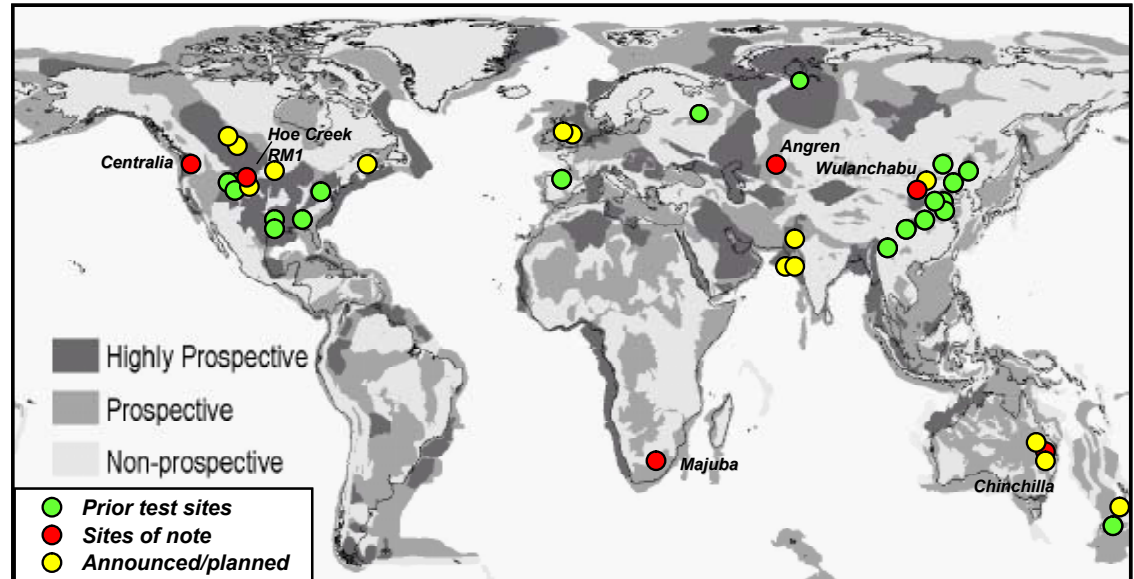 Hoe Creek
RM1
Centralia
Angren
Wulanchabu
Highly Prospective
Prospective
Non-prospective
Majuba
Chinchilla
Prior test sites
Sites of note
Announced/planned